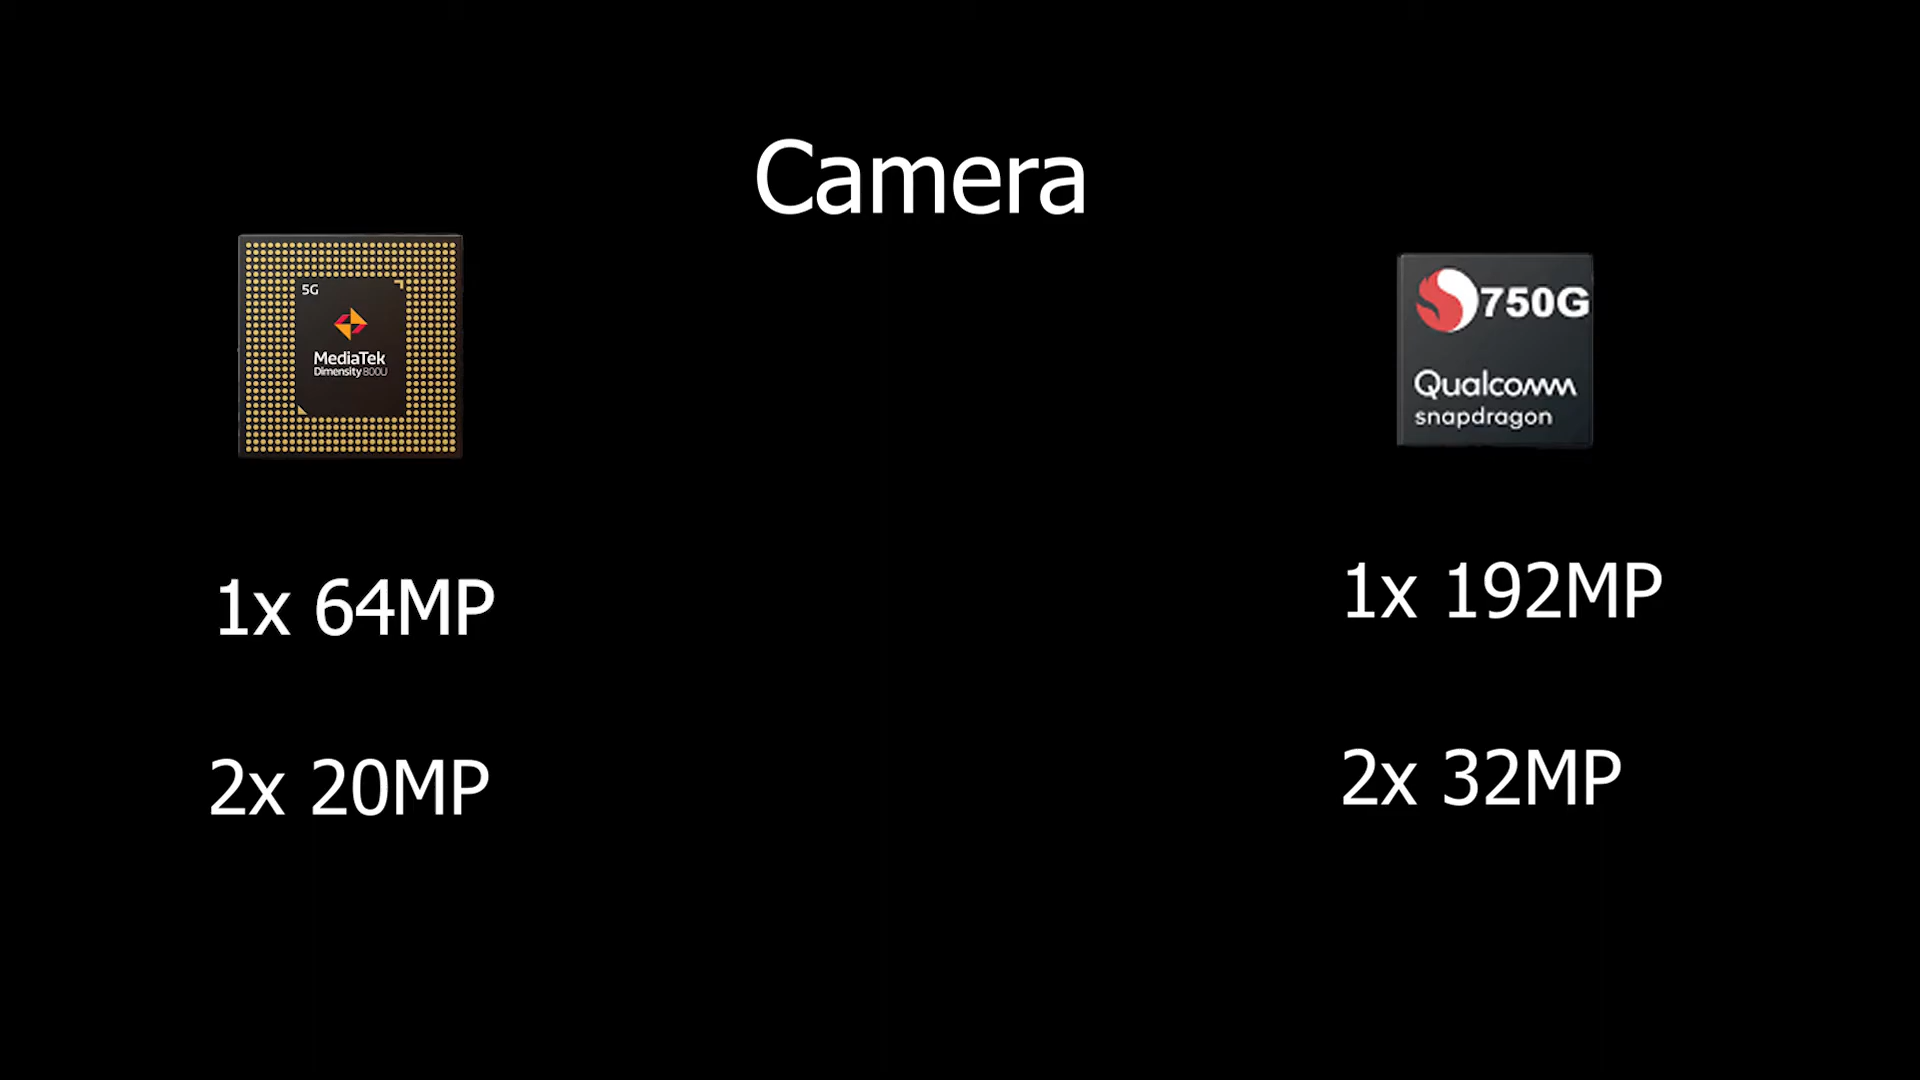 Camera
5G
MediaTek
Dimensity 800U
1x 64MP
2x 20MP
750G
Qualcomm
snapdragon
1x 192MP
2x 32MP